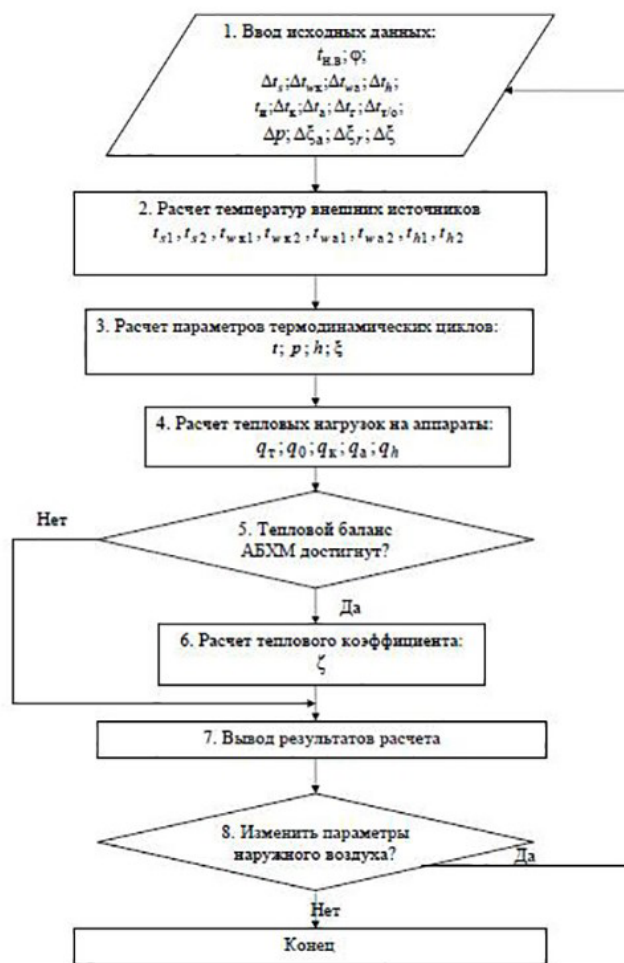 1. Ввод исходных данных:
tн.в; φ;
Δts; Δtwк; Δtwa; Δth;
tк; Δtк; Δta; Δtг; Δtт/о;
Δp; Δξa; Δξr; Δξ
2. Расчет температур внешних источников
ts1, ts2, twк1, twк2, twa1, twa2, th1, th2
3. Расчет параметров термодинамических циклов:
t; p; h; ξ
4. Расчет тепловых нагрузок на аппараты:
qт; q0; qк; qa; qh
Нет
5. Тепловой баланс
АБХМ достигнут?
Да
6. Расчет теплового коэффициента:
ζ
7. Вывод результатов расчета
8. Изменить параметры
наружного воздуха?
Да
Нет
Конец